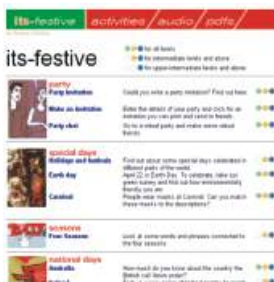 its-festive activities / audio / pdfs /
its-festive
for all levels
for intermediate levels and above
for upper-intermediate levels and above
party
Party invitation Could you write a party invitation? Find out here
Make an invitation Enter the details of your party and click for an
invitation you can print and send to friends
Party chat Go to a virtual party and make some virtual
friends
special days
Holidays and festivals Find out about some special days celebrated in
different parts of the world.
Earth day April 22 is Earth Day. To celebrate, take our
green survey and find out how environmentally
friendly you are
Carnival People wear masks at Carnival. Can you match
these masks to the descriptions?
seasons
Four Seasons Look at some words and phrases connected to
the four seasons
national days
Australia How much do you know about the country the
British call 'down under'?